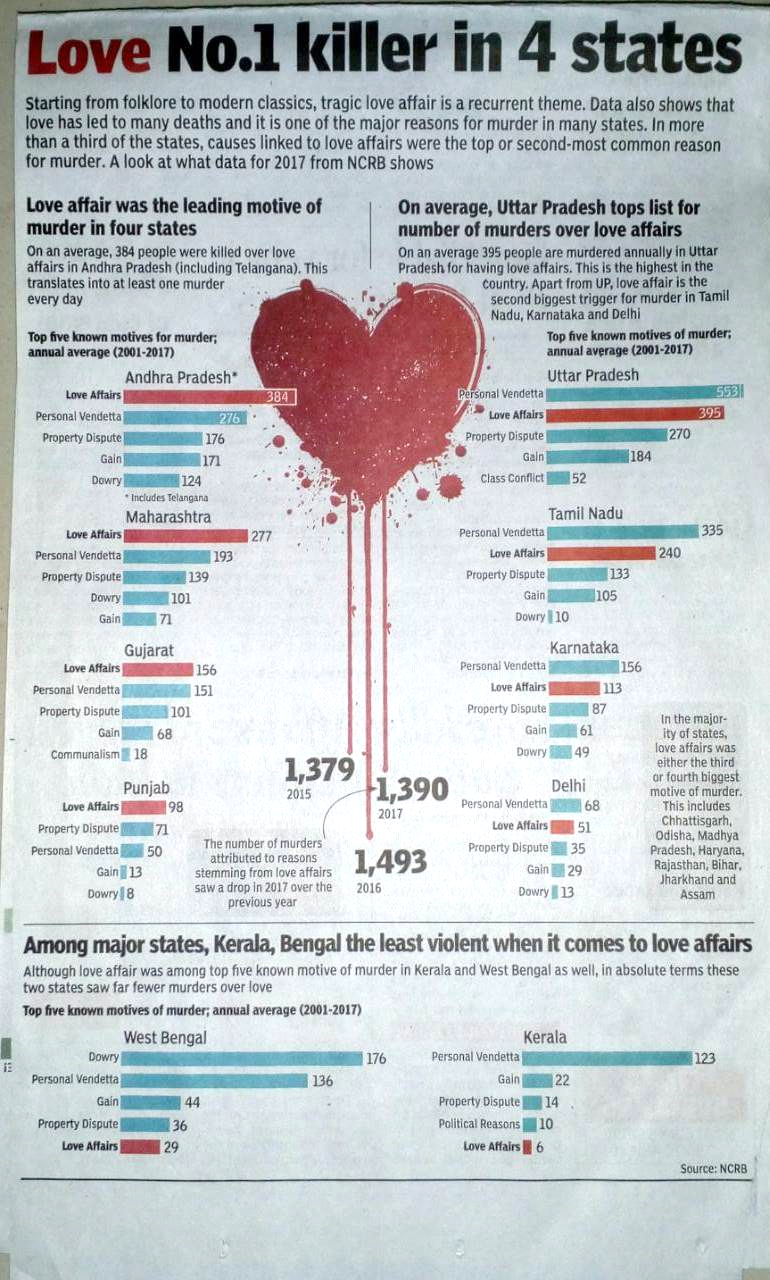 Love No.1 killer in 4 states
Starting from folklore to modern classics, tragic love affair is a recurrent theme. Data also shows that
love has led to many deaths and it is one of the major reasons for murder in many states. In more
than a third of the states, causes linked to love affairs were the top or second-most common reason
for murder. A look at what data for 2017 from NCRB shows
Love affair was the leading motive of
murder in four states
On an average, 384 people were killed over love
affairs in Andhra Pradesh (including Telangana). This
translates into at least one murder
every day
Top five known motives for murder;
annual average (2001-2017)
Andhra Pradesh*
Love Affairs 384
Personal Vendetta 276
Property Dispute 176
Gain 171
Dowry 124
* Includes Telangana
Maharashtra
Love Affairs 277
Personal Vendetta 193
Property Dispute 139
Dowry 101
Gain 71
Gujarat
Love Affairs 156
Personal Vendetta 151
Property Dispute 101
Gain 68
Communalism 18
Punjab
Love Affairs 98
Property Dispute 71
Personal Vendetta 50
Gain 13
Dowry 8
On average, Uttar Pradesh tops list for
number of murders over love affairs
On an average 395 people are murdered annually in Uttar
Pradesh for having love affairs. This is the highest in the
country. Apart from UP, love affair is the
second biggest trigger for murder in Tamil
Nadu, Karnataka and Delhi
Top five known motives of murder;
annual average (2001-2017)
Uttar Pradesh
Personal Vendetta 553
Love Affairs 395
Property Dispute 270
Gain 184
Class Conflict 52
Tamil Nadu
Personal Vendetta 335
Love Affairs 240
Property Dispute 133
Gain 105
Dowry 10
Karnataka
Personal Vendetta 156
Love Affairs 113
Property Dispute 87
Gain 61
Dowry 49
Delhi
Personal Vendetta 68
Love Affairs 51
Property Dispute 35
Gain 29
Dowry 13
1,379
2015
1,390
2017
1,493
2016
The number of murders
attributed to reasons
stemming from love affairs
saw a drop in 2017 over the
previous year
In the major-
ity of states,
love affairs was
either the third
or fourth biggest
motive of murder.
This includes
Chhattisgarh,
Odisha, Madhya
Pradesh, Haryana,
Rajasthan, Bihar,
Jharkhand and
Assam
Among major states, Kerala, Bengal the least violent when it comes to love affairs
Although love affair was among top five known motive of murder in Kerala and West Bengal as well, in absolute terms these
two states saw far fewer murders over love
Top five known motives of murder; annual average (2001-2017)
West Bengal
Dowry 176
Personal Vendetta 136
Gain 44
Property Dispute 36
Love Affairs 29
Kerala
Personal Vendetta 123
Gain 22
Property Dispute 14
Political Reasons 10
Love Affairs 6
Source: NCRB